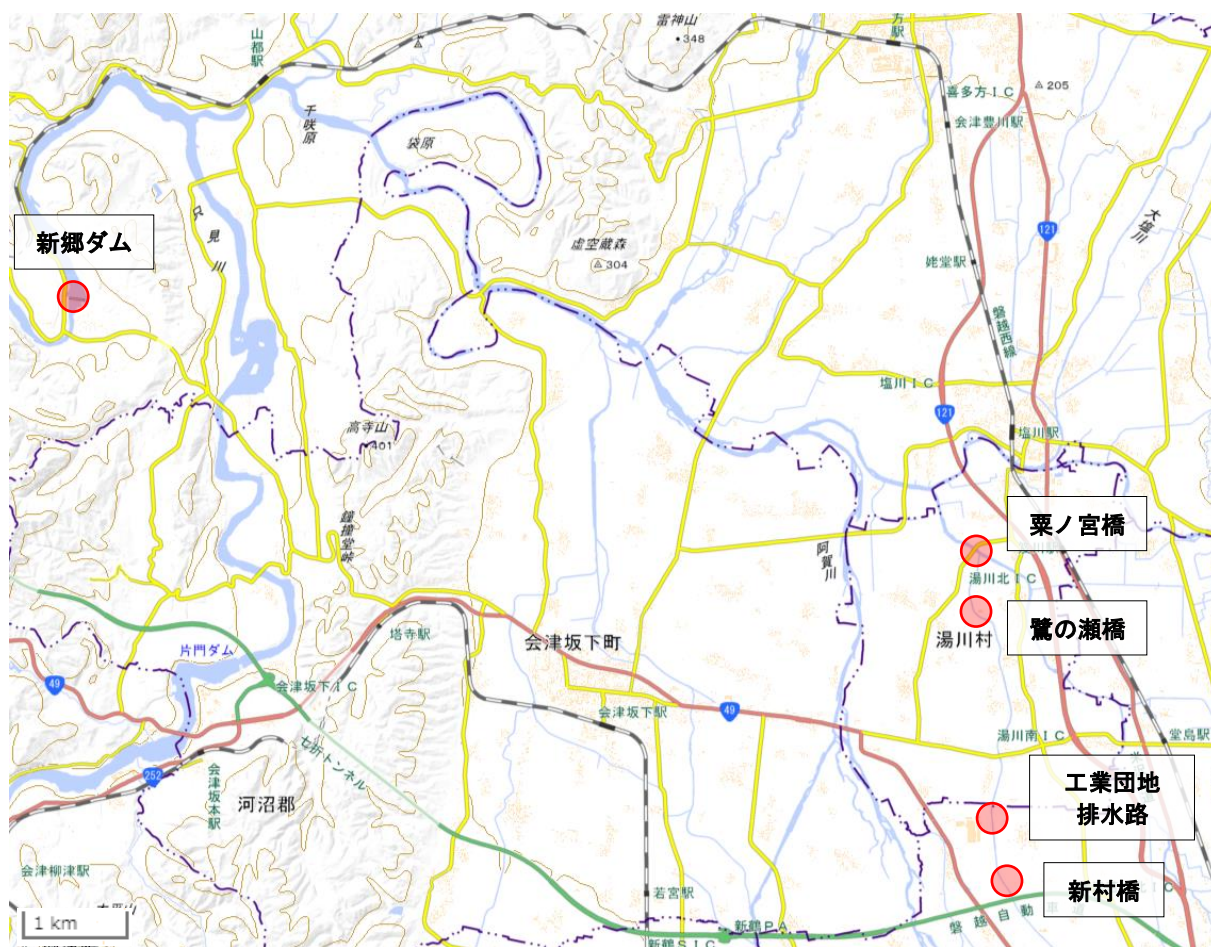 雷神山
・348
山都駅
方駅
喜多方IC
205
会津豊川駅
千咲原
袋原
大塩川
只見川
新郷ダム
虚空蔵森
304
121
姥堂駅
磐越西線
塩川IC
121
高寺山
・401
塩川駅
鐘撞堂峠
粟ノ宮橋
阿賀川
湯川北IC
鷺の瀬橋
湯川村
塔寺駅
会津坂下町
片門ダム
49
会津坂下IC
会津坂下駅
49
湯川南IC
堂島駅
七折トンネル
252
会津坂本駅
河沼郡
工業団地
排水路
会津柳津駅
若宮駅
新村橋
IC
1 km
新鶴PA
磐越自動車
新鶴SIC